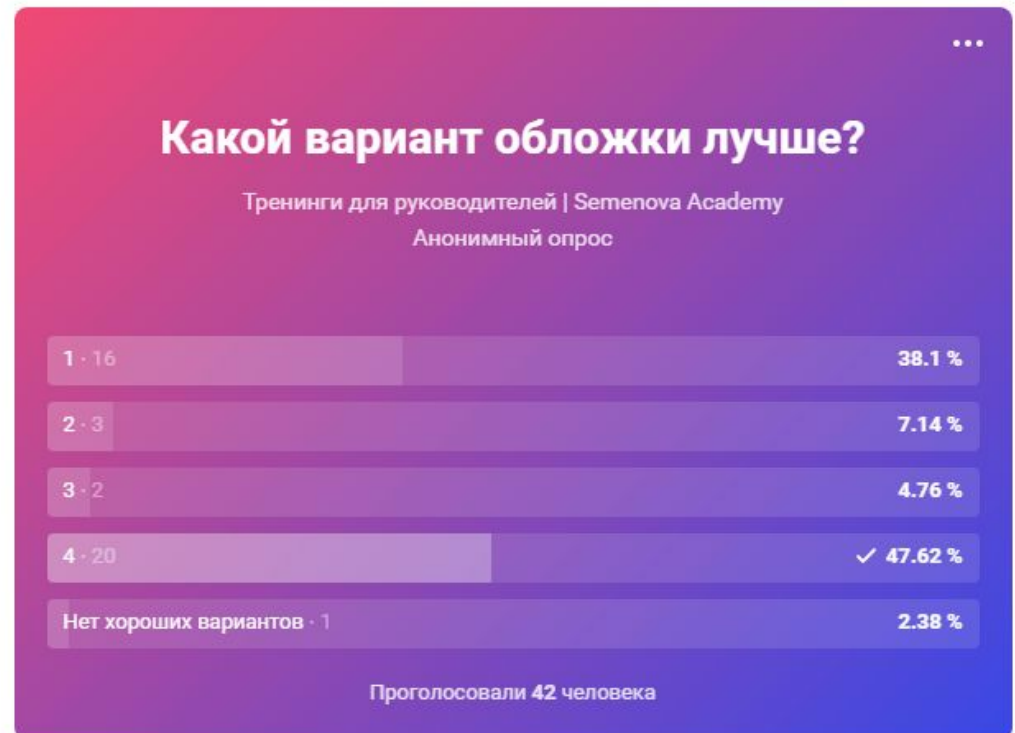 Какой вариант обложки лучше?
Тренинги для руководителей | Semenova Academy
Анонимный опрос
1 · 16 38.1 %
2 · 3 7.14 %
3 · 2 4.76 %
4 · 20 47.62 %
Нет хороших вариантов · 1 2.38 %
Проголосовали 42 человека